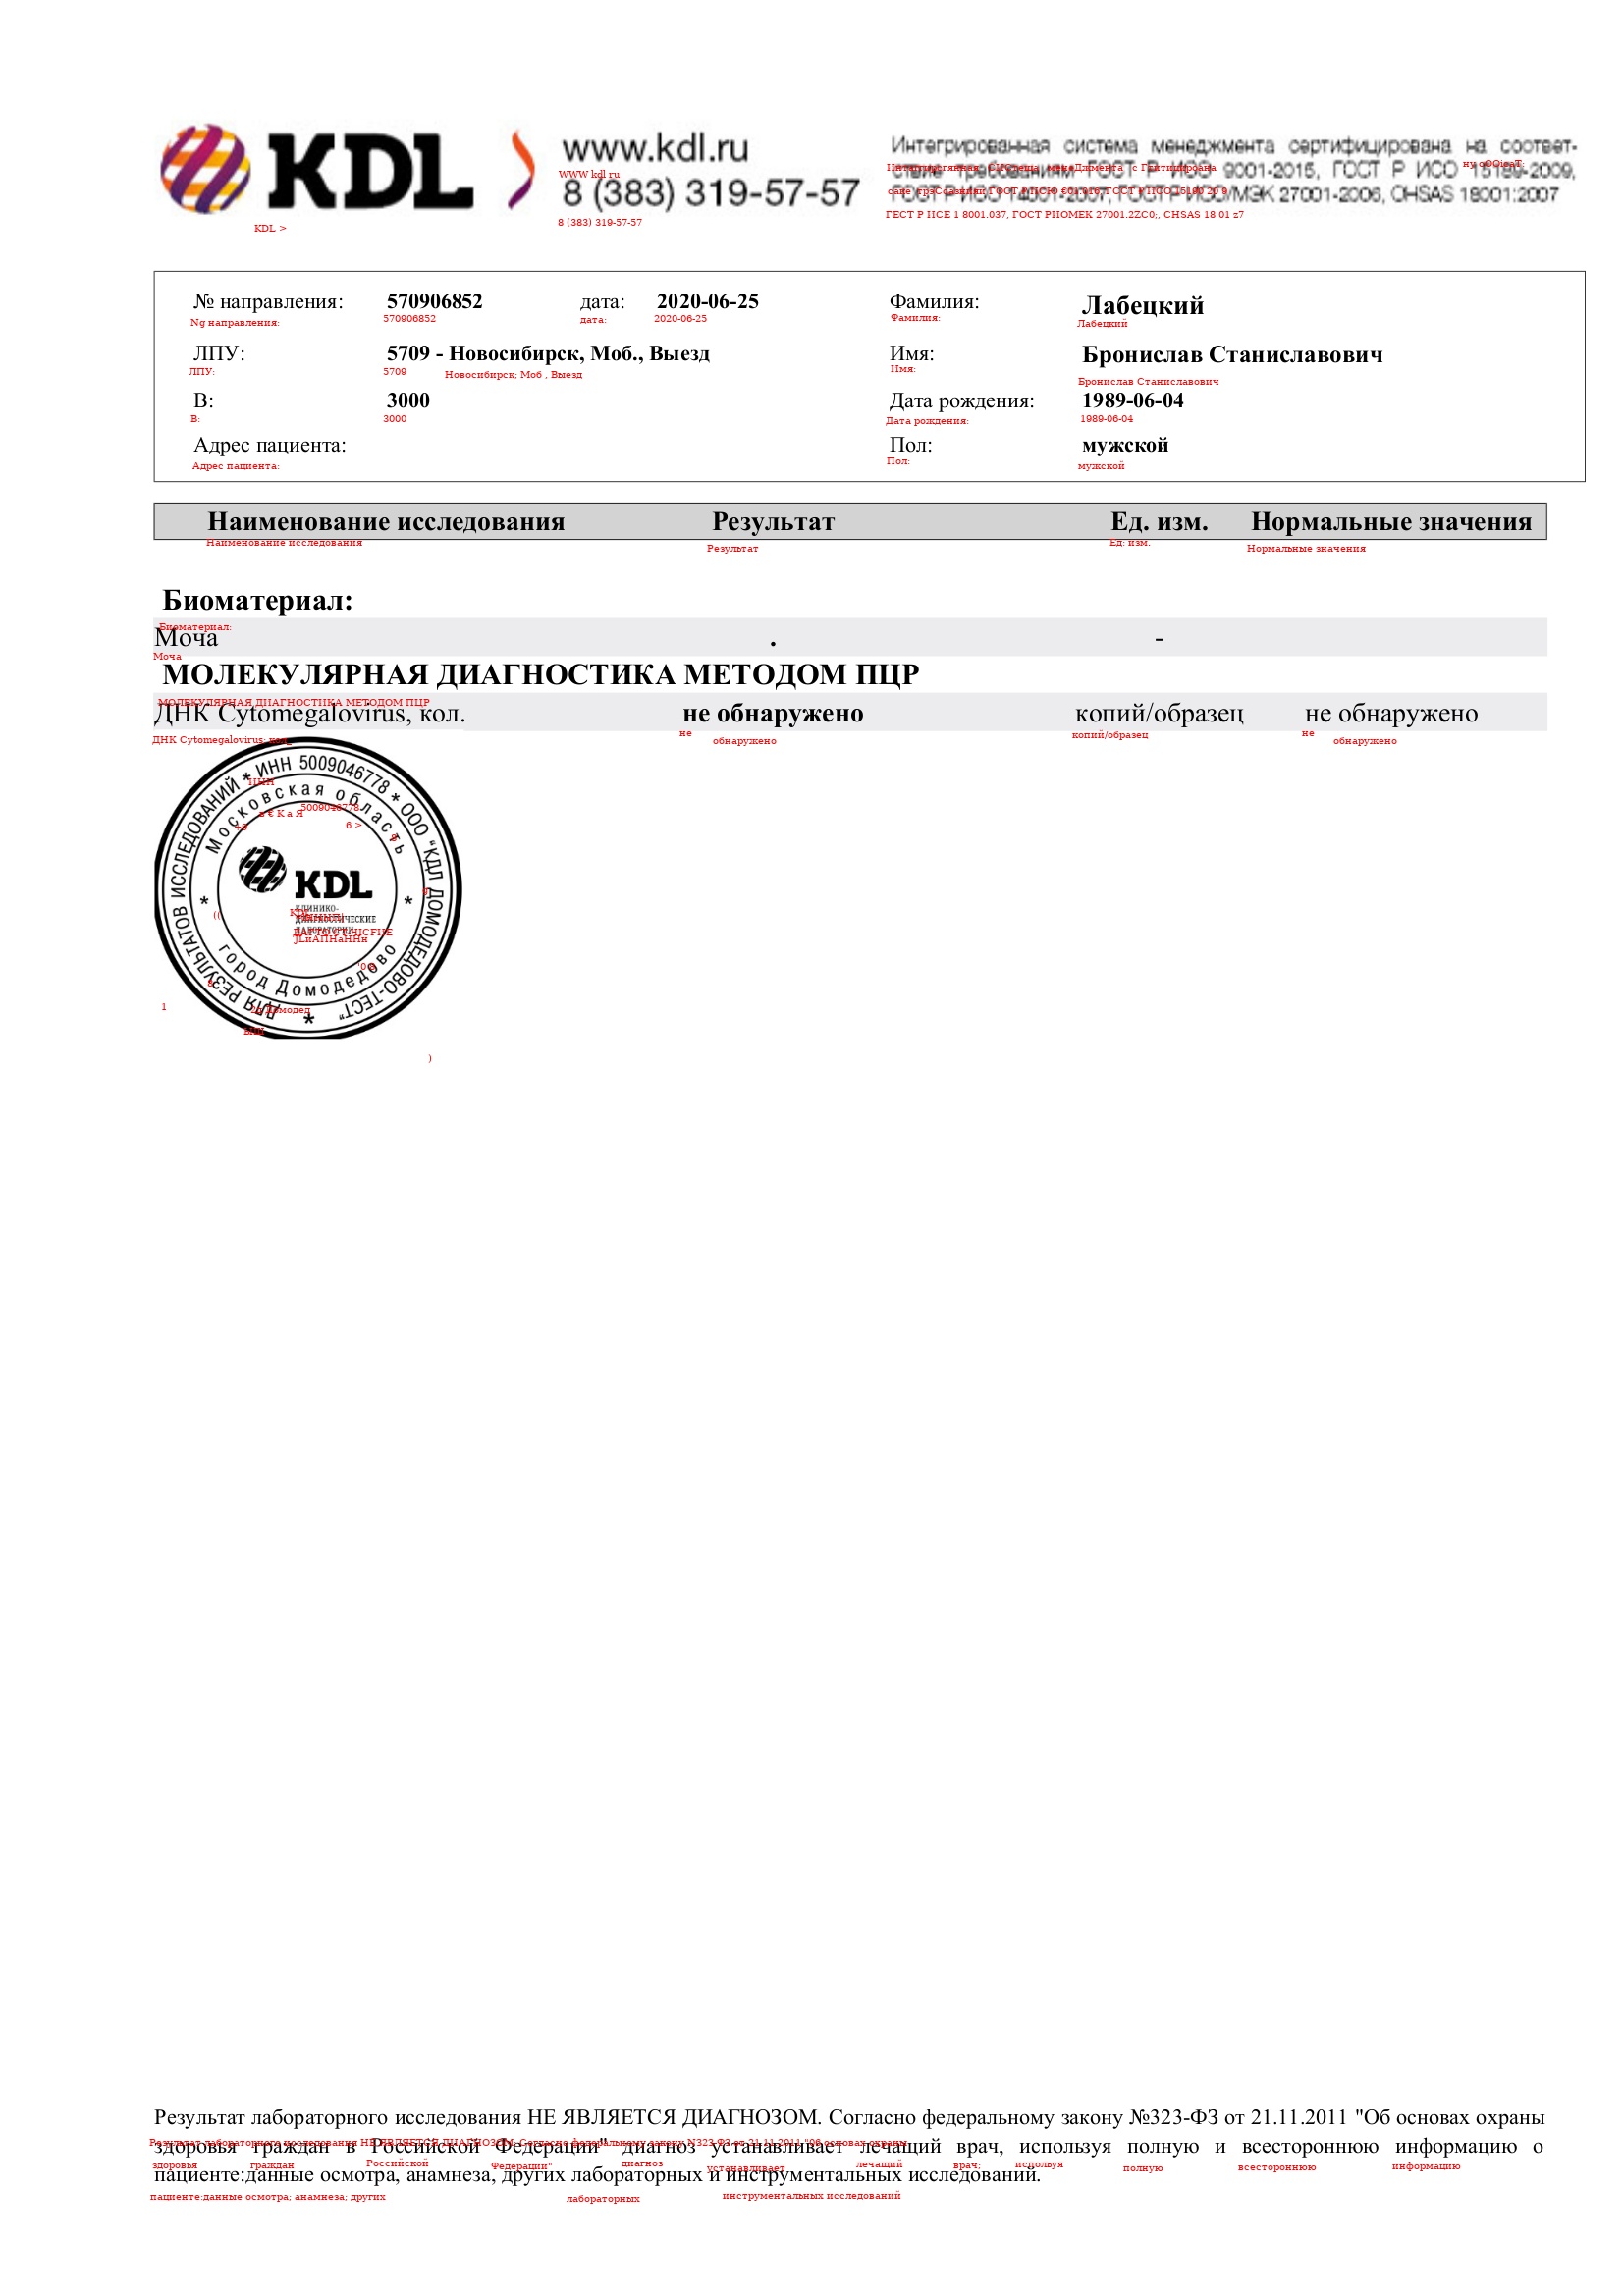 KDL
www.kdl.ru
8 (383) 319-57-57
Интегрированная система менеджмента сертифицирована на соответ-
ствие требованиям ГОСТ Р ИСО 9001-2015, ГОСТ Р ИСО 15189-2009,
ГОСТ Р ИСО 14001-2007, ГОСТ Р ИСО/МЭК 27001-2006, OHSAS 18001:2007
№ направления: 570906852 дата: 2020-06-25 Фамилия: Лабецкий
ЛПУ: 5709 - Новосибирск, Моб., Выезд Имя: Бронислав Станиславович
В: 3000 Дата рождения: 1989-06-04
Адрес пациента: Пол: мужской
Наименование исследования Результат Ед. изм. Нормальные значения
Биоматериал:
Моча . -
МОЛЕКУЛЯРНАЯ ДИАГНОСТИКА МЕТОДОМ ПЦР
ДНК Cytomegalovirus, кол. не обнаружено копий/образец не обнаружено
* ИНН 5009046778 * ООО "КДЛ ДОМОДЕДОВО-ТЕСТ" * ДЛЯ РЕЗУЛЬТАТОВ ИССЛЕДОВАНИЙ
Московская область * город Домодедово *
KDL
КЛИНИКО-
ДИАГНОСТИЧЕСКИЕ
ЛАБОРАТОРИИ
Результат лабораторного исследования НЕ ЯВЛЯЕТСЯ ДИАГНОЗОМ. Согласно федеральному закону №323-ФЗ от 21.11.2011 "Об основах охраны
здоровья граждан в Российской Федерации" диагноз устанавливает лечащий врач, используя полную и всестороннюю информацию о
пациенте:данные осмотра, анамнеза, других лабораторных и инструментальных исследований.